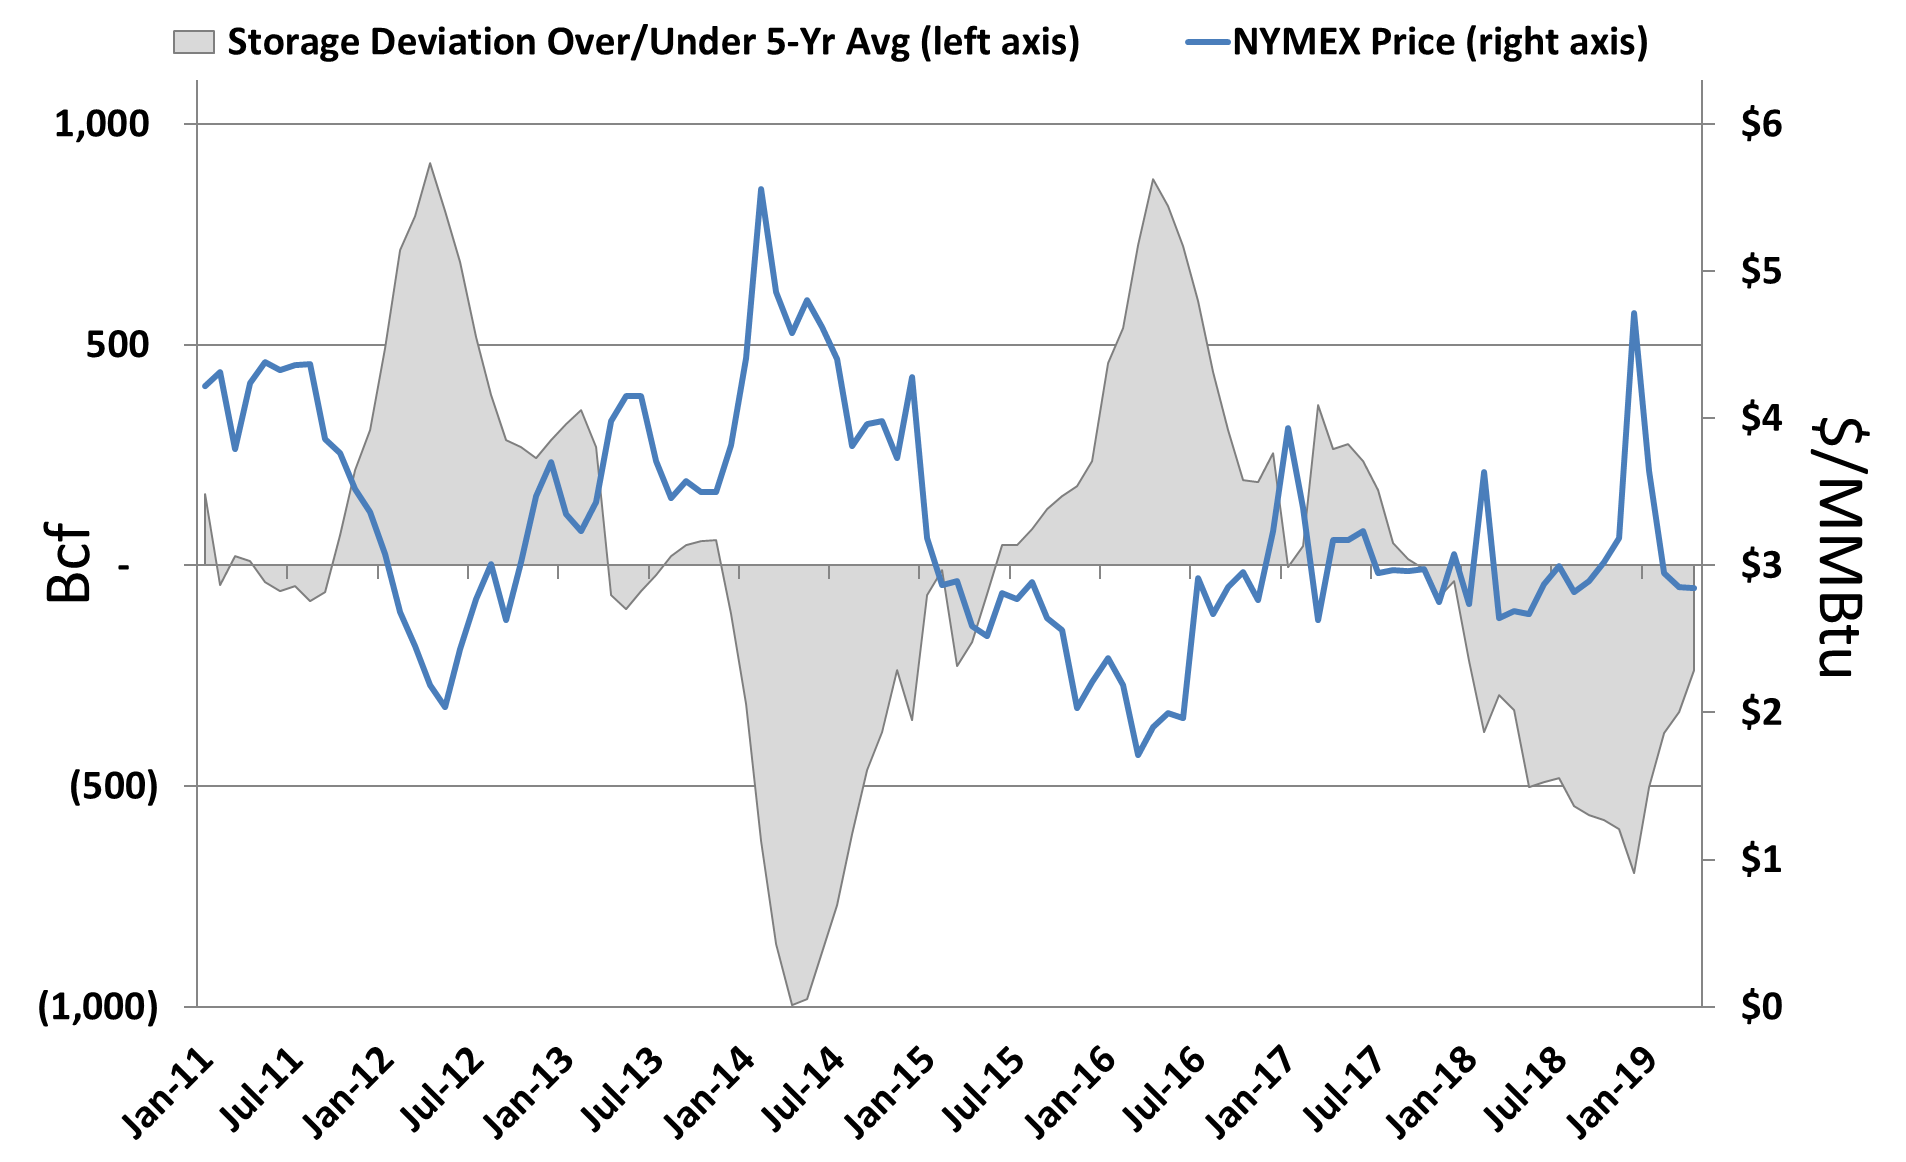 Storage Deviation Over/Under 5-Yr Avg (left axis)
NYMEX Price (right axis)
1,000
500
-
(500)
(1,000)
Bcf
$6
$5
$4
$3
$2
$1
$0
$/MMBtu
Jan-11
Jul-11
Jan-12
Jul-12
Jan-13
Jul-13
Jan-14
Jul-14
Jan-15
Jul-15
Jan-16
Jul-16
Jan-17
Jul-17
Jan-18
Jul-18
Jan-19